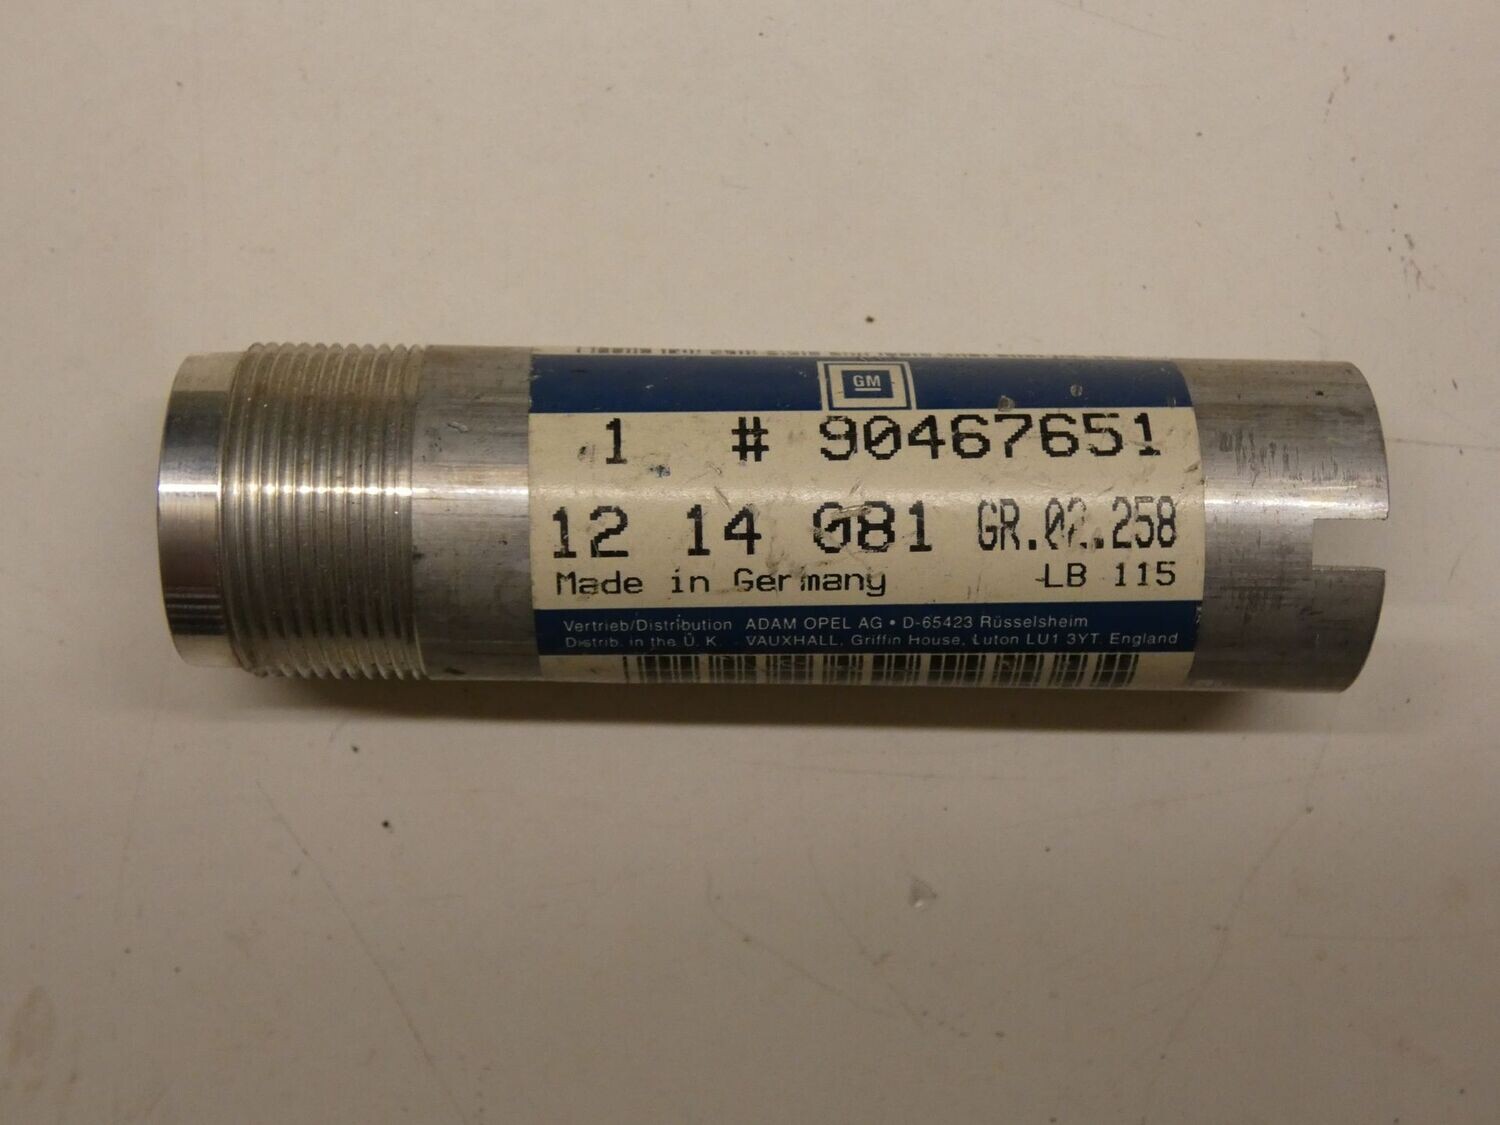 GM
1 # 90467651
12 14 081 GR.02.258
Made in Germany LB 115
Vertrieb/Distribution ADAM OPEL AG • D-65423 Rüsselsheim
Distrib. in the U. K. VAUXHALL, Griffin House, Luton LU1 3YT, England